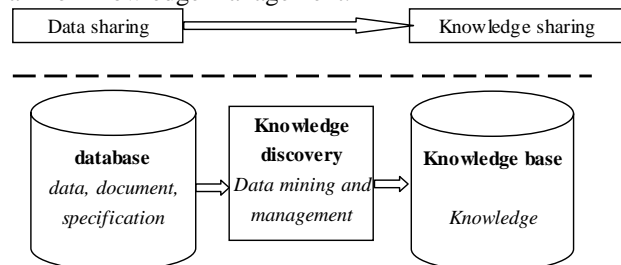 Data sharing
Knowledge sharing
database
data, document,
specification
Knowledge
discovery
Data mining and
management
Knowledge base
Knowledge